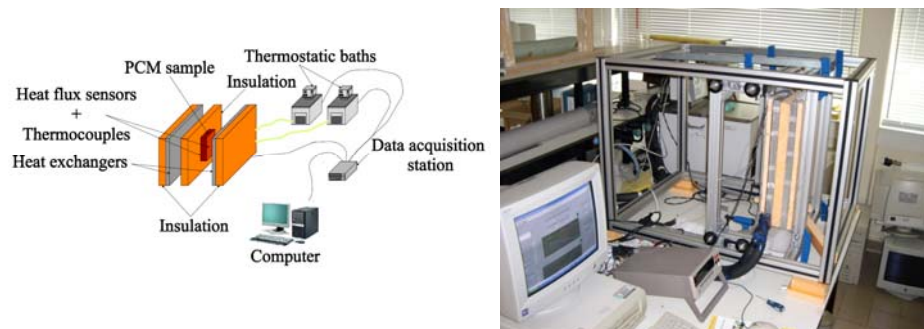 Thermostatic baths
PCM sample
Insulation
Heat flux sensors
+
Thermocouples
Heat exchangers
Data acquisition
station
Insulation
Computer